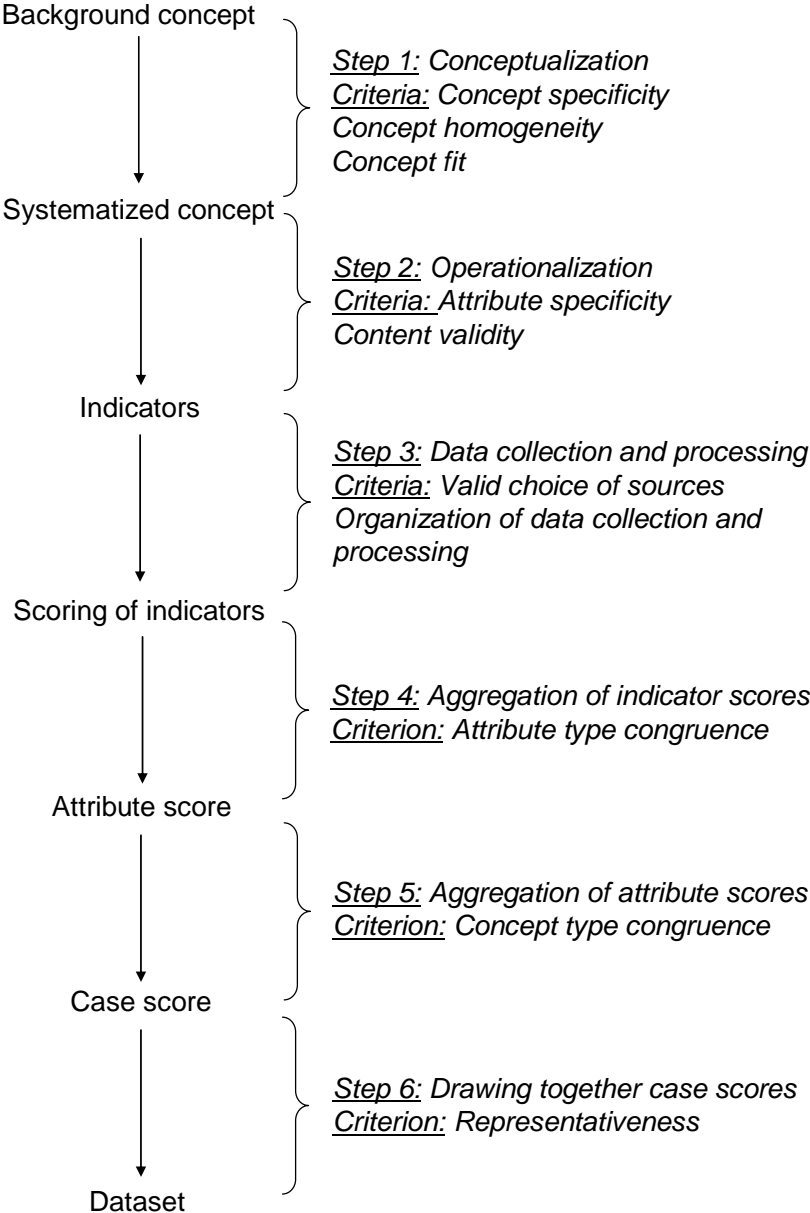 Background concept
Step 1: Conceptualization
Criteria: Concept specificity
Concept homogeneity
Concept fit
Systematized concept
Step 2: Operationalization
Criteria: Attribute specificity
Content validity
Indicators
Step 3: Data collection and processing
Criteria: Valid choice of sources
Organization of data collection and
processing
Scoring of indicators
Step 4: Aggregation of indicator scores
Criterion: Attribute type congruence
Attribute score
Step 5: Aggregation of attribute scores
Criterion: Concept type congruence
Case score
Step 6: Drawing together case scores
Criterion: Representativeness
Dataset